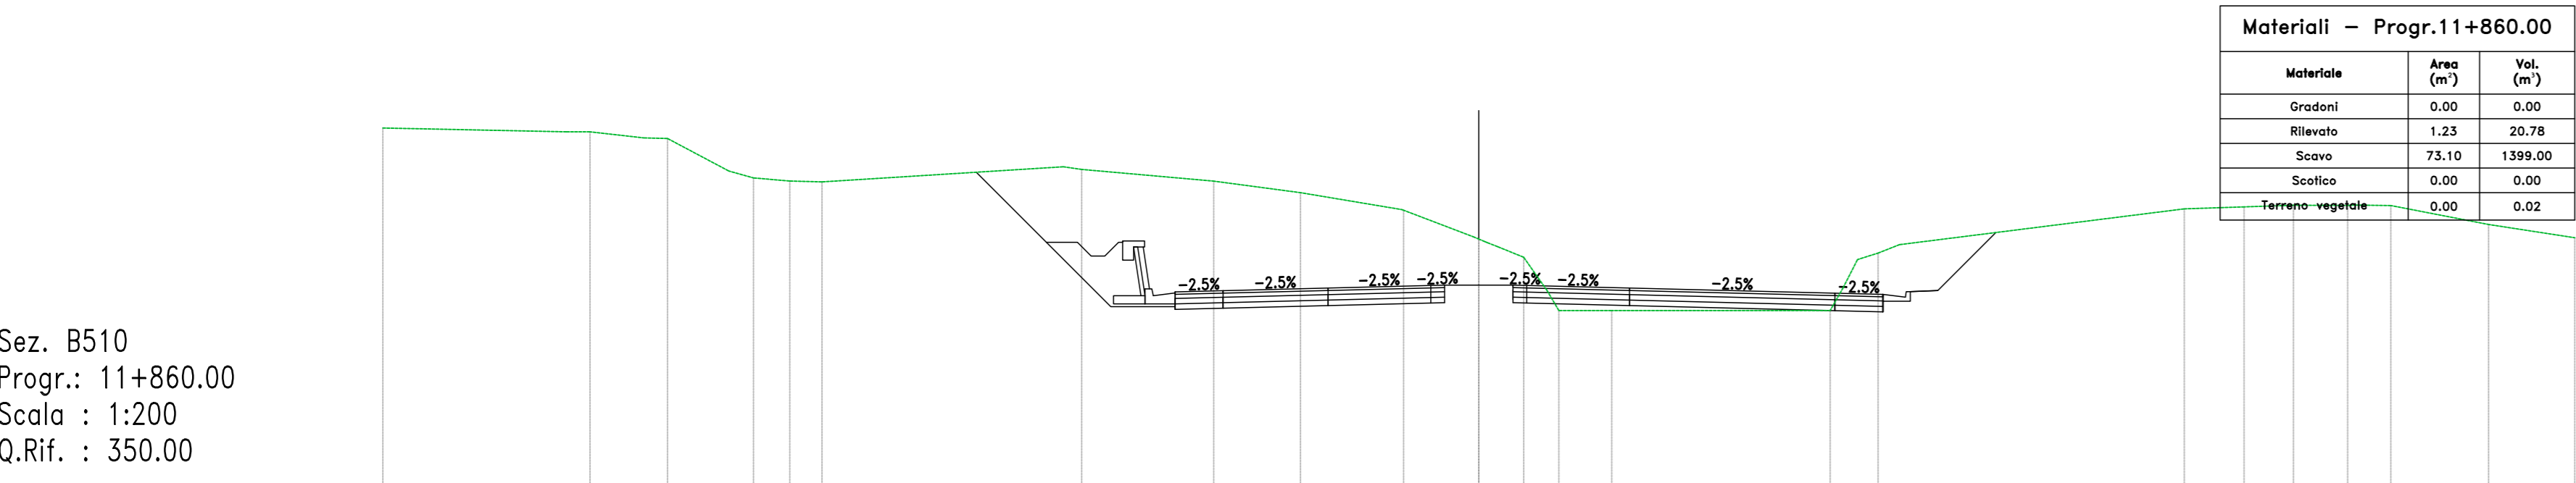 Materiali - Progr.11+860.00
Materiale Area (m²) Vol. (m³)
Gradoni 0.00 0.00
Rilevato 1.23 20.78
Scavo 73.10 1399.00
Scotico 0.00 0.00
Terreno vegetale 0.00 0.02
-2.5% -2.5% -2.5% -2.5% -2.5% -2.5% -2.5% -2.5%
Sez. B510
Progr.: 11+860.00
Scala : 1:200
Q.Rif. : 350.00